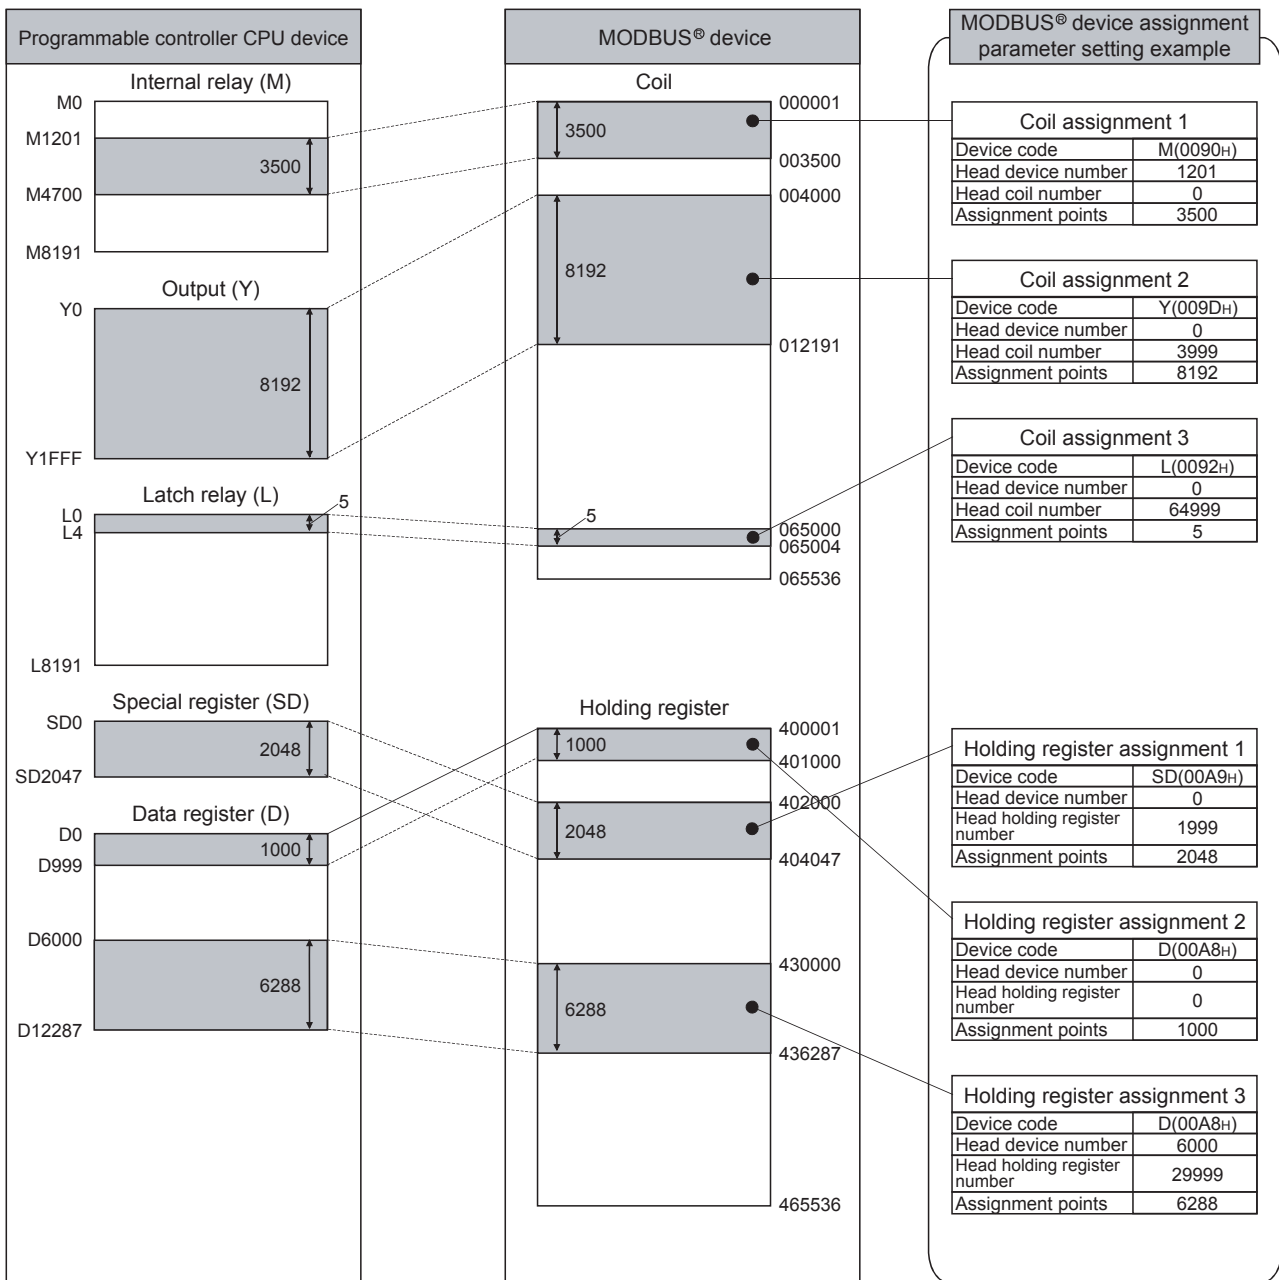 Programmable controller CPU device
Internal relay (M)
M0
M1201
3500
M4700
M8191
Output (Y)
Y0
8192
Y1FFF
Latch relay (L)
L0
5
L4
L8191
Special register (SD)
SD0
2048
SD2047
Data register (D)
D0
1000
D999
D6000
6288
D12287
MODBUS® device
Coil
000001
3500
003500
004000
8192
012191
5
065000
065004
065536
Holding register
400001
1000
401000
402000
2048
404047
430000
6288
436287
465536
MODBUS® device assignment
parameter setting example
Coil assignment 1
Device code M(0090H)
Head device number 1201
Head coil number 0
Assignment points 3500
Coil assignment 2
Device code Y(009DH)
Head device number 0
Head coil number 3999
Assignment points 8192
Coil assignment 3
Device code L(0092H)
Head device number 0
Head coil number 64999
Assignment points 5
Holding register assignment 1
Device code SD(00A9H)
Head device number 0
Head holding register
number 1999
Assignment points 2048
Holding register assignment 2
Device code D(00A8H)
Head device number 0
Head holding register
number 0
Assignment points 1000
Holding register assignment 3
Device code D(00A8H)
Head device number 6000
Head holding register
number 29999
Assignment points 6288